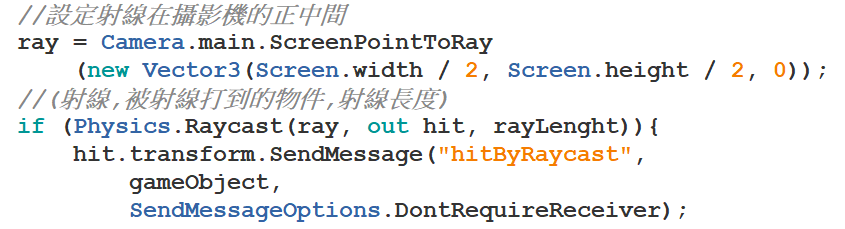 //設定射線在攝影機的正中間
ray = Camera.main.ScreenPointToRay
(new Vector3(Screen.width / 2, Screen.height / 2, 0));
//(射線,被射線打到的物件,射線長度)
if (Physics.Raycast(ray, out hit, rayLenght)){
hit.transform.SendMessage("hitByRaycast",
gameObject,
SendMessageOptions.DontRequireReceiver);